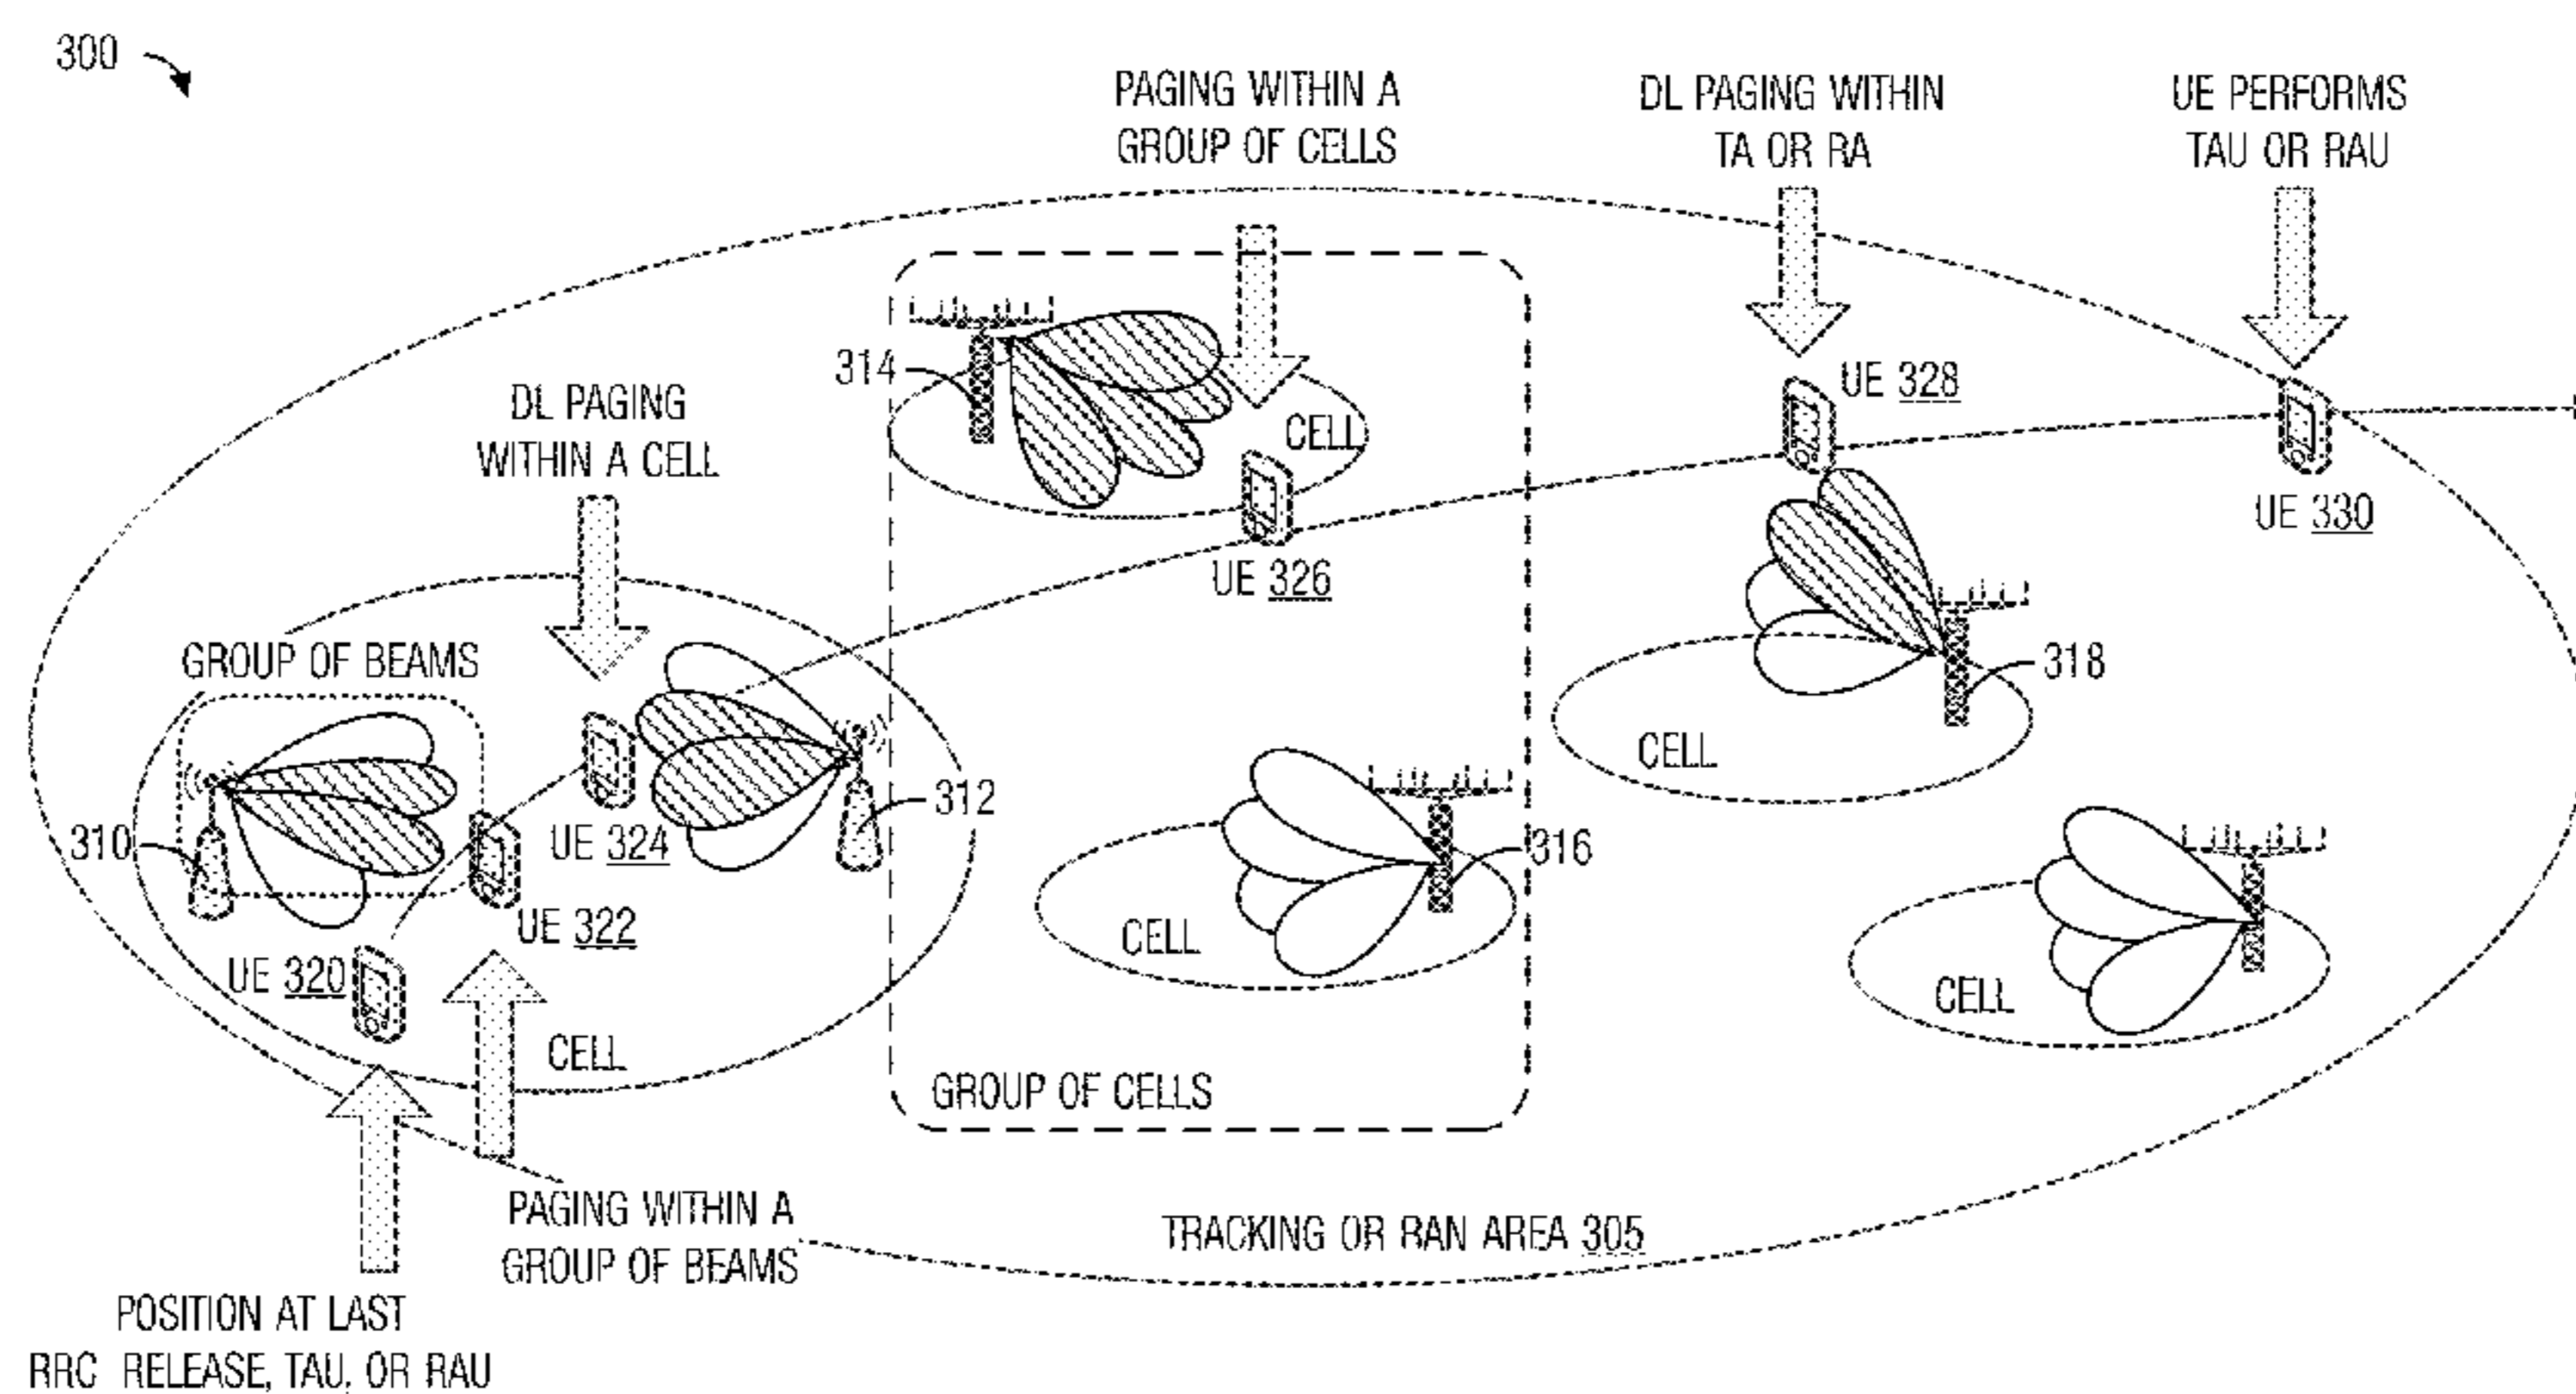 300
PAGING WITHIN A
GROUP OF CELLS
DL PAGING WITHIN
TA OR RA
UE PERFORMS
TAU OR RAU
314
DL PAGING
WITHIN A CELL
CELL
UE 328
UE 330
UE 326
GROUP OF BEAMS
318
CELL
310
UE 324
312
316
UE 322
CELL
UE 320
CELL
CELL
GROUP OF CELLS
PAGING WITHIN A
GROUP OF BEAMS
TRACKING OR RAN AREA 305
POSITION AT LAST
RRC RELEASE, TAU, OR RAU